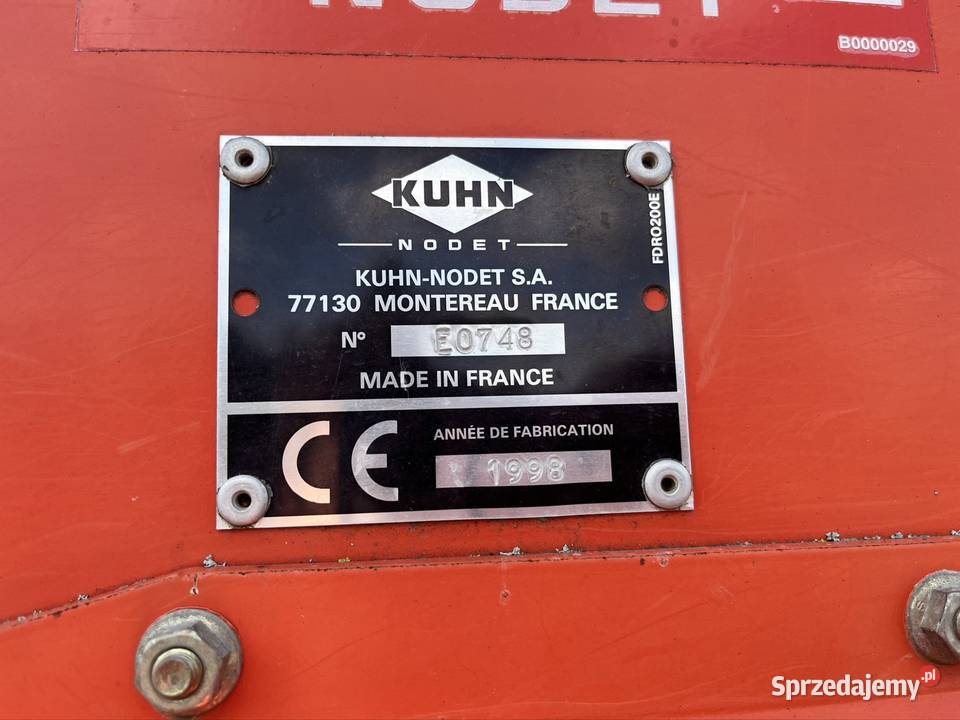 NODET
B0000029
KUHN
NODET
FDRO200E
KUHN-NODET S.A.
77130 MONTEREAU FRANCE
N° E0748
MADE IN FRANCE
CE
ANNÉE DE FABRICATION
1998
Sprzedajemy.pl